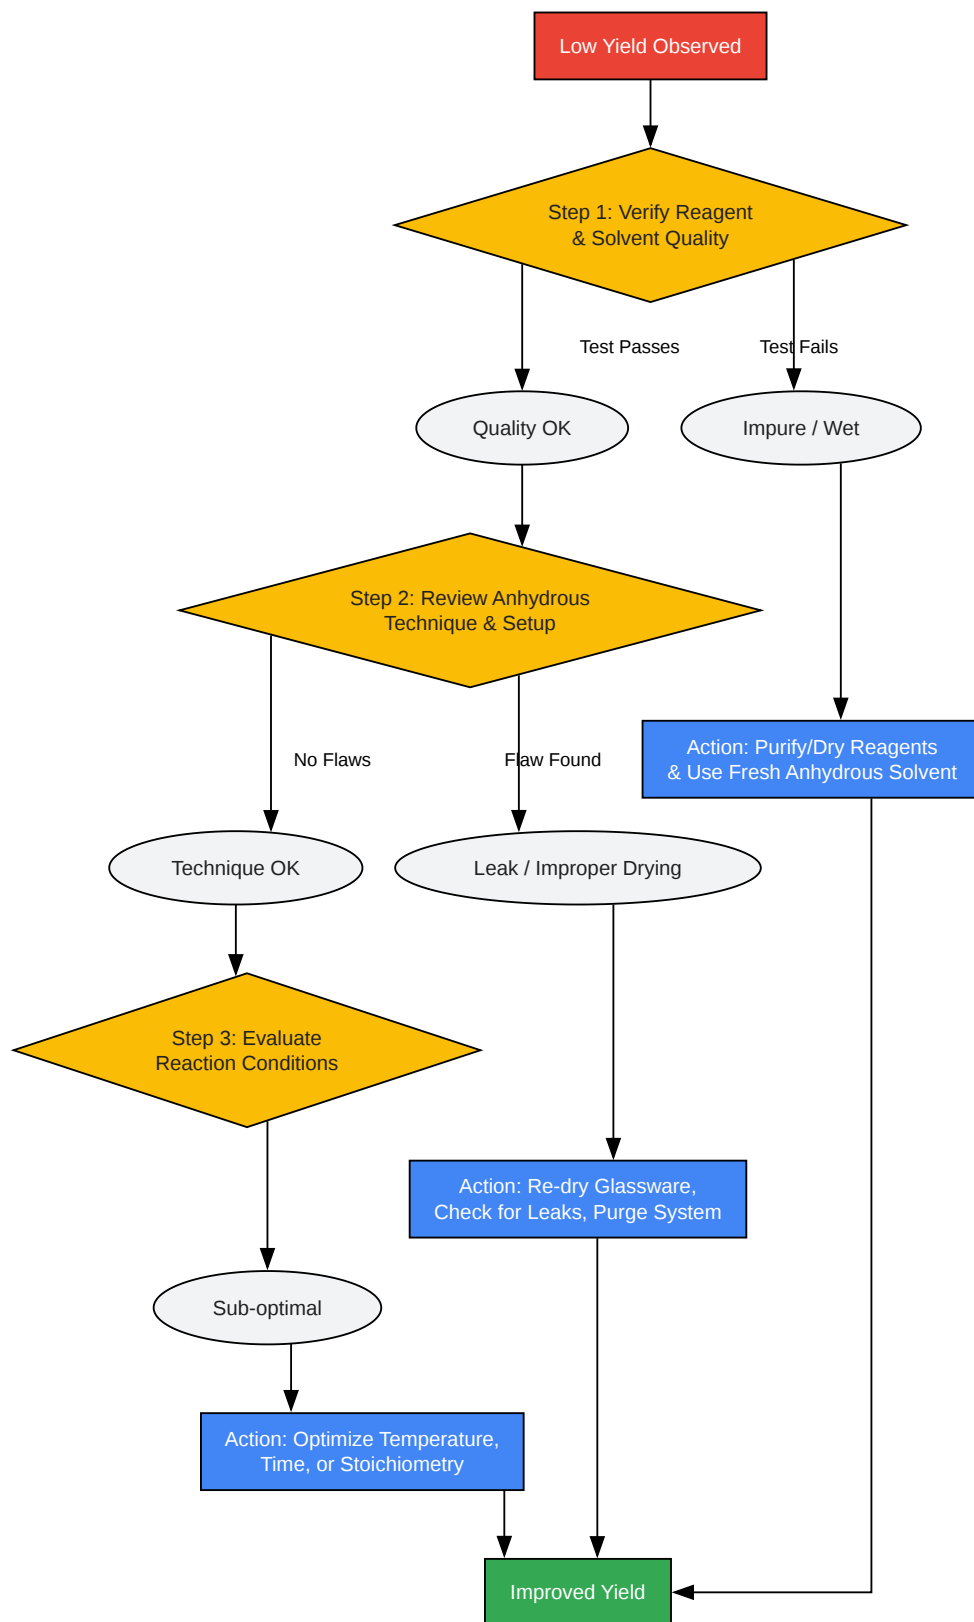 Low Yield Observed
Step 1: Verify Reagent
& Solvent Quality
Test Passes
Test Fails
Quality OK
Impure / Wet
Step 2: Review Anhydrous
Technique & Setup
Action: Purify/Dry Reagents
& Use Fresh Anhydrous Solvent
No Flaws
Flaw Found
Technique OK
Leak / Improper Drying
Step 3: Evaluate
Reaction Conditions
Action: Re-dry Glassware,
Check for Leaks, Purge System
Sub-optimal
Action: Optimize Temperature,
Time, or Stoichiometry
Improved Yield